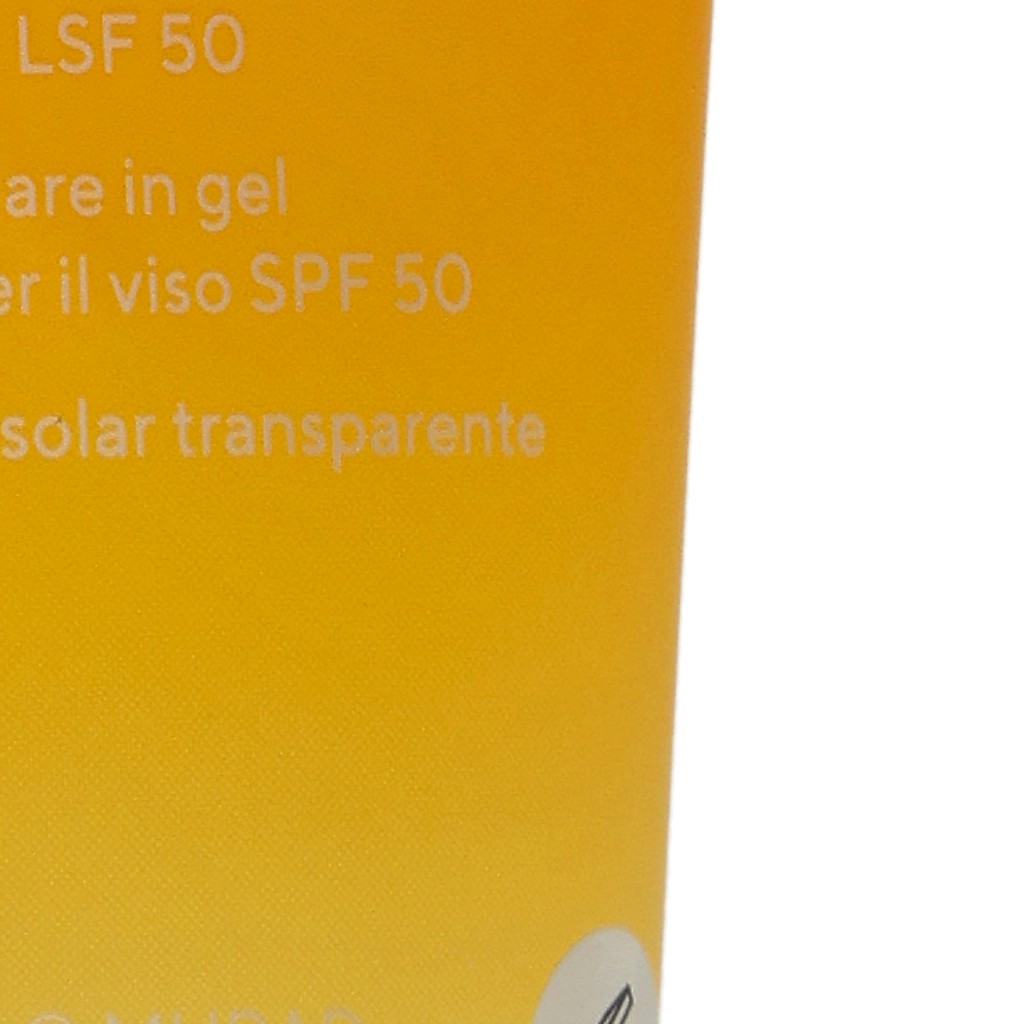 LSF 50
are in gel
er il viso SPF 50
solar transparente